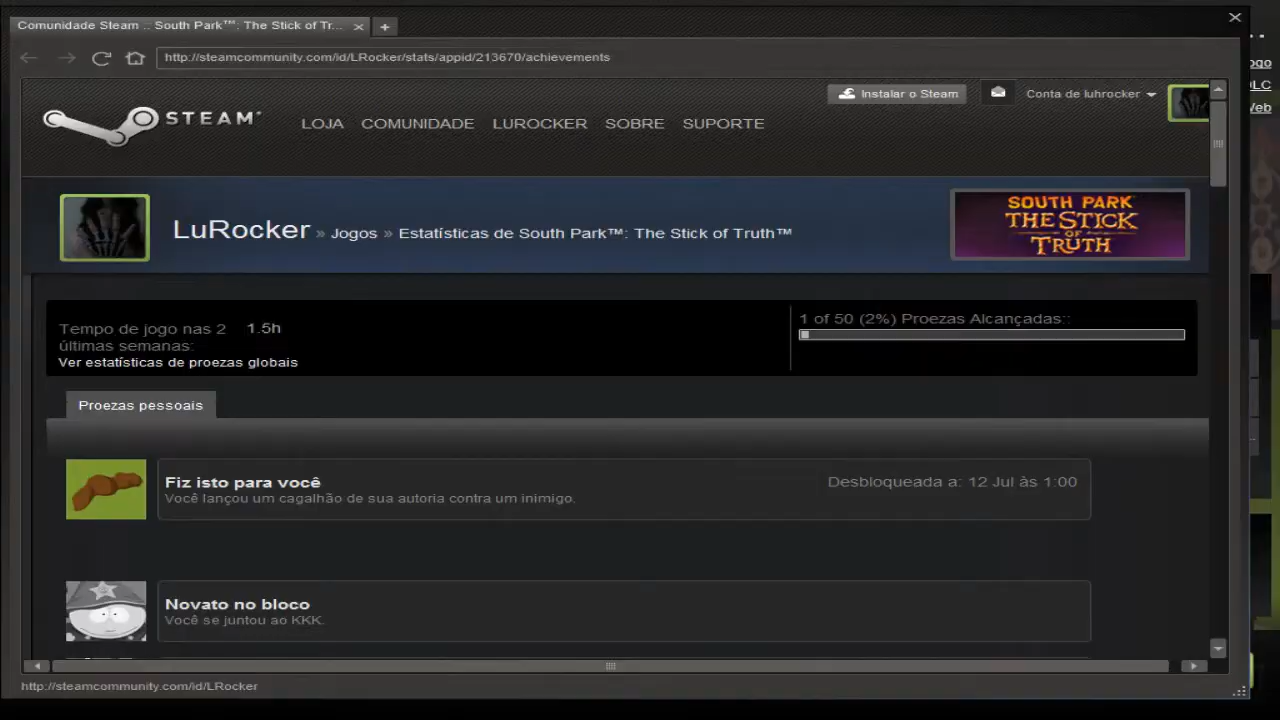 Comunidade Steam .. South Park™: The Stick of Tr...
http://steamcommunity.com/id/LRocker/stats/appid/213670/achievements
Instalar o Steam
Conta de luhrocker
STEAM
LOJA COMUNIDADE LUROCKER SOBRE SUPORTE
LuRocker » Jogos » Estatísticas de South Park™: The Stick of Truth™
SOUTH PARK
THE STICK
OF
TRUTH
Tempo de jogo nas 2 1.5h
últimas semanas:
Ver estatísticas de proezas globais
1 of 50 (2%) Proezas Alcançadas::
Proezas pessoais
Fiz isto para você
Você lançou um cagalhão de sua autoria contra um inimigo.
Desbloqueada a: 12 Jul às 1:00
Novato no bloco
Você se juntou ao KKK.
http://steamcommunity.com/id/LRocker